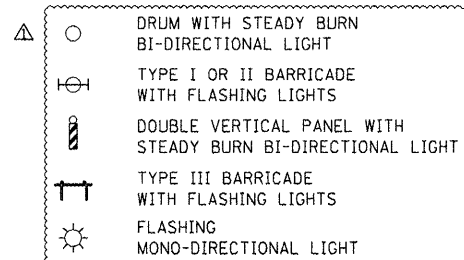 DRUM WITH STEADY BURN
BI-DIRECTIONAL LIGHT
TYPE I OR II BARRICADE
WITH FLASHING LIGHTS
DOUBLE VERTICAL PANEL WITH
STEADY BURN BI-DIRECTIONAL LIGHT
TYPE III BARRICADE
WITH FLASHING LIGHTS
FLASHING
MONO-DIRECTIONAL LIGHT